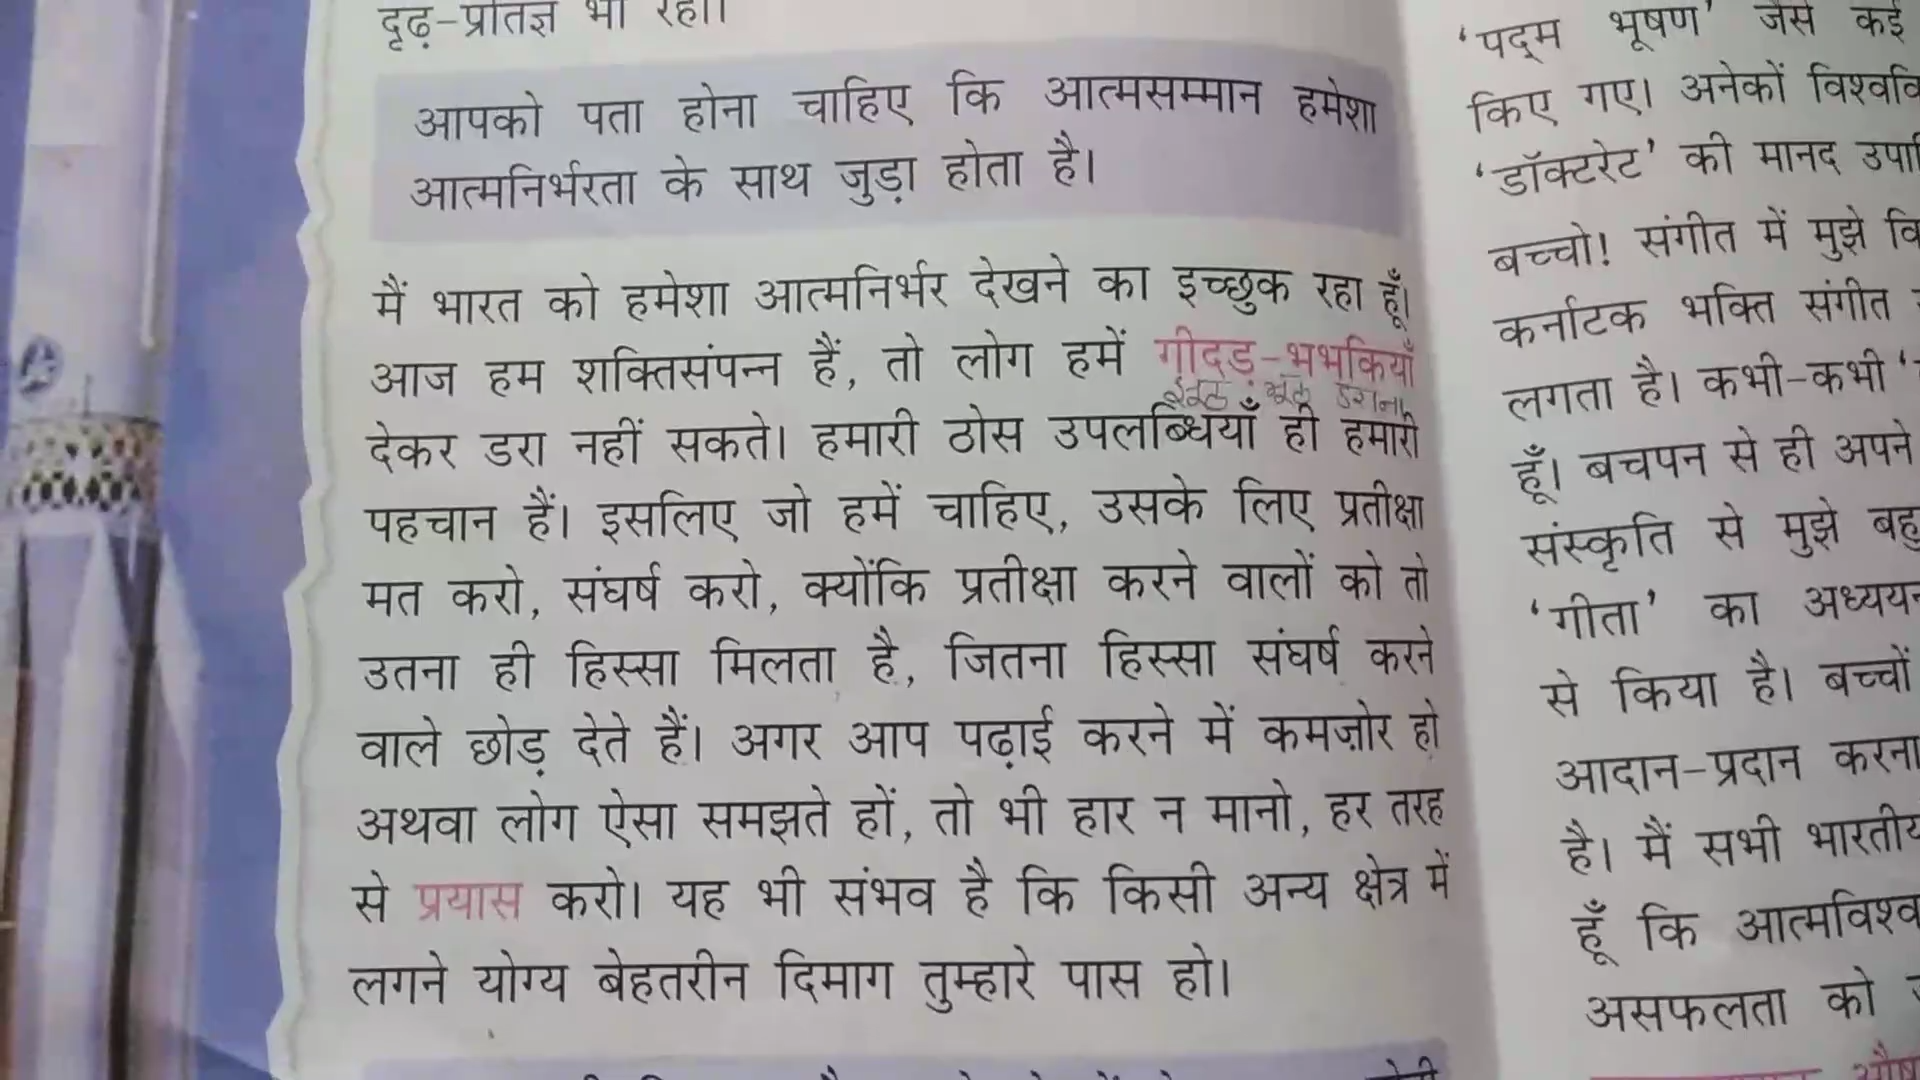 दृढ़-प्रतिज्ञ भी रहा।
आपको पता होना चाहिए कि आत्मसम्मान हमेशा
आत्मनिर्भरता के साथ जुड़ा होता है।
मैं भारत को हमेशा आत्मनिर्भर देखने का इच्छुक रहा हूँ।
आज हम शक्तिसंपन्न हैं, तो लोग हमें गीदड़-भभकियाँ
डराना
देकर डरा नहीं सकते। हमारी ठोस उपलब्धियाँ ही हमारी
पहचान हैं। इसलिए जो हमें चाहिए, उसके लिए प्रतीक्षा
मत करो, संघर्ष करो, क्योंकि प्रतीक्षा करने वालों को तो
उतना ही हिस्सा मिलता है, जितना हिस्सा संघर्ष करने
वाले छोड़ देते हैं। अगर आप पढ़ाई करने में कमज़ोर हो
अथवा लोग ऐसा समझते हों, तो भी हार न मानो, हर तरह
से प्रयास करो। यह भी संभव है कि किसी अन्य क्षेत्र में
लगने योग्य बेहतरीन दिमाग तुम्हारे पास हो।
‘पद्म भूषण’ जैसे कई
किए गए। अनेकों
‘डॉक्टरेट’ की मानद
बच्चो! संगीत में मुझे
कर्नाटक भक्ति संगीत
लगता है। कभी-कभी
हूँ। बचपन से ही अपने
संस्कृति से मुझे
‘गीता’ का
से किया है। बच्चों
आदान-प्रदान करना
है। मैं सभी
हूँ कि
असफलता को